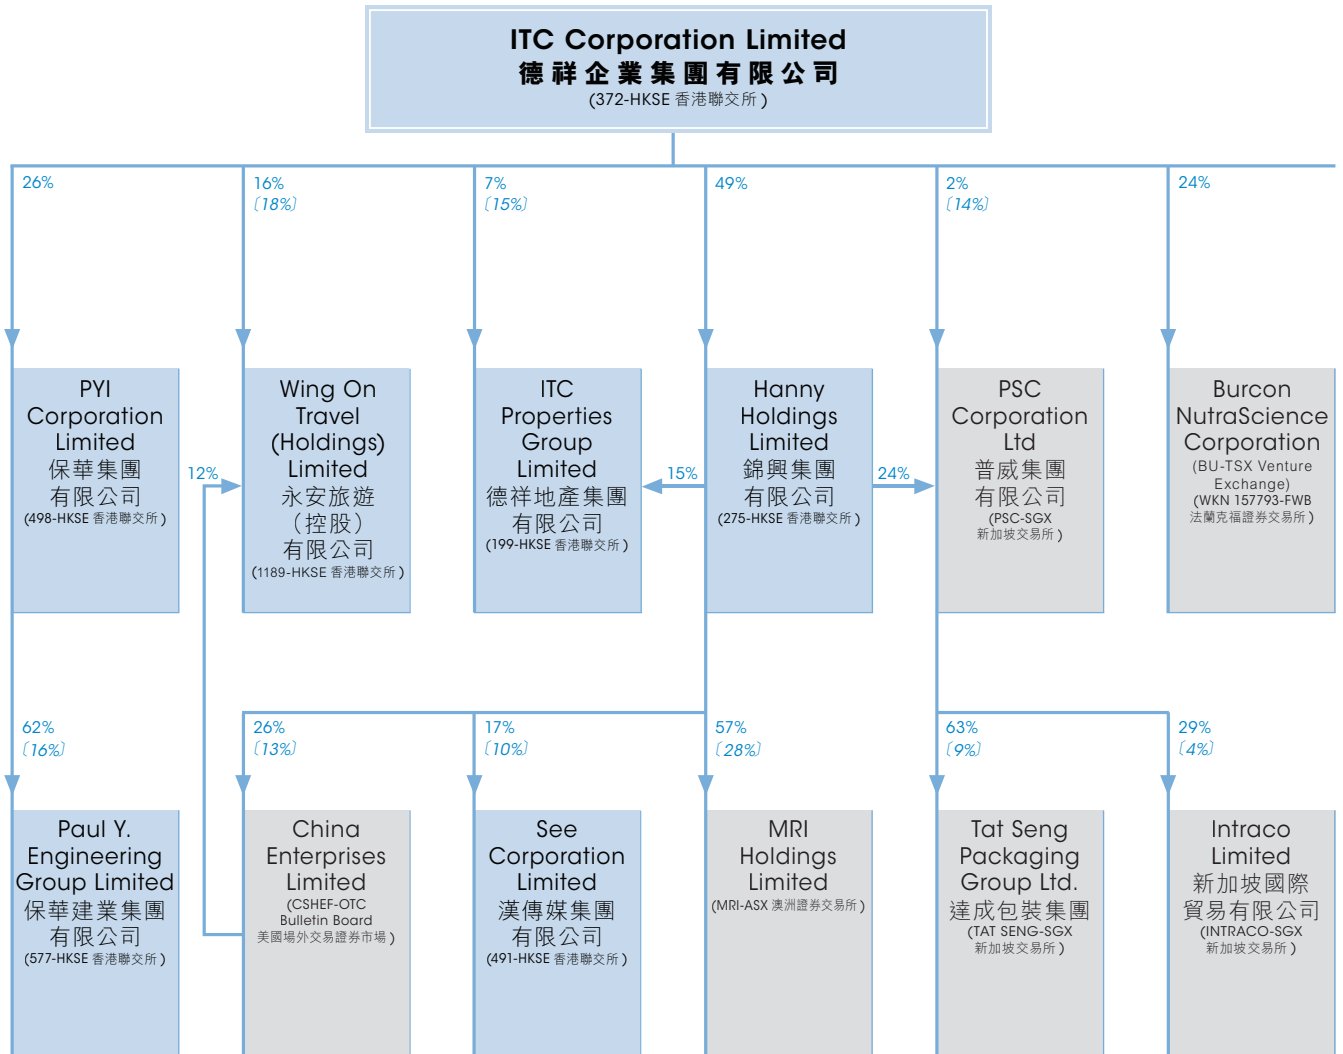 ITC Corporation Limited
德祥企業集團有限公司
(372-HKSE 香港聯交所)
26%
16%
〔18%〕
7%
〔15%〕
49%
2%
〔14%〕
24%
PYI
Corporation
Limited
保華集團
有限公司
(498-HKSE 香港聯交所)
12%
Wing On
Travel
(Holdings)
Limited
永安旅遊
（控股）
有限公司
(1189-HKSE 香港聯交所)
ITC
Properties
Group
Limited
德祥地產集團
有限公司
(199-HKSE 香港聯交所)
15%
Hanny
Holdings
Limited
錦興集團
有限公司
(275-HKSE 香港聯交所)
24%
PSC
Corporation
Ltd
普威集團
有限公司
(PSC-SGX
新加坡交易所)
Burcon
NutraScience
Corporation
(BU-TSX Venture
Exchange)
(WKN 157793-FWB
法蘭克福證券交易所)
62%
〔16%〕
26%
〔13%〕
17%
〔10%〕
57%
〔28%〕
63%
〔9%〕
29%
〔4%〕
Paul Y.
Engineering
Group Limited
保華建業集團
有限公司
(577-HKSE 香港聯交所)
China
Enterprises
Limited
(CSHEF-OTC
Bulletin Board
美國場外交易證券市場)
See
Corporation
Limited
漢傳媒集團
有限公司
(491-HKSE 香港聯交所)
MRI
Holdings
Limited
(MRI-ASX 澳洲證券交易所)
Tat Seng
Packaging
Group Ltd.
達成包裝集團
(TAT SENG-SGX
新加坡交易所)
Intraco
Limited
新加坡國際
貿易有限公司
(INTRACO-SGX
新加坡交易所)